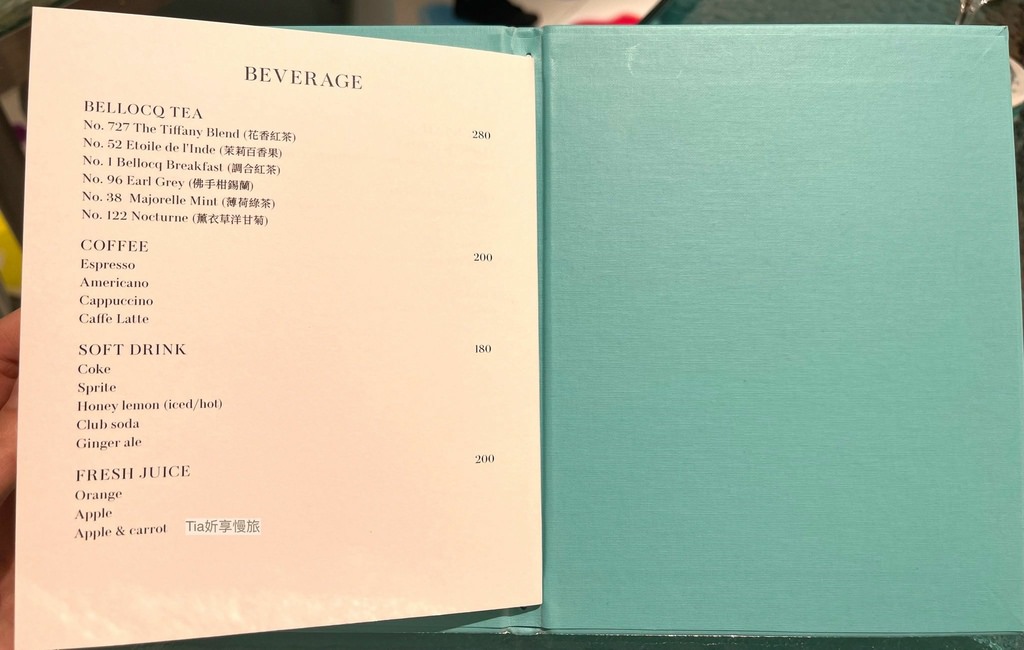 BEVERAGE
BELLOCQ TEA
No. 727 The Tiffany Blend (花香紅茶) 280
No. 52 Etoile de l'Inde (茉莉百香果)
No. 1 Bellocq Breakfast (調合紅茶)
No. 96 Earl Grey (佛手柑錫蘭)
No. 38 Majorelle Mint (薄荷綠茶)
No. 122 Nocturne (薰衣草洋甘菊)
COFFEE
Espresso 200
Americano
Cappuccino
Caffe Latte
SOFT DRINK 180
Coke
Sprite
Honey lemon (iced/hot)
Club soda
Ginger ale
FRESH JUICE 200
Orange
Apple
Apple & carrot
Tia妡享慢旅